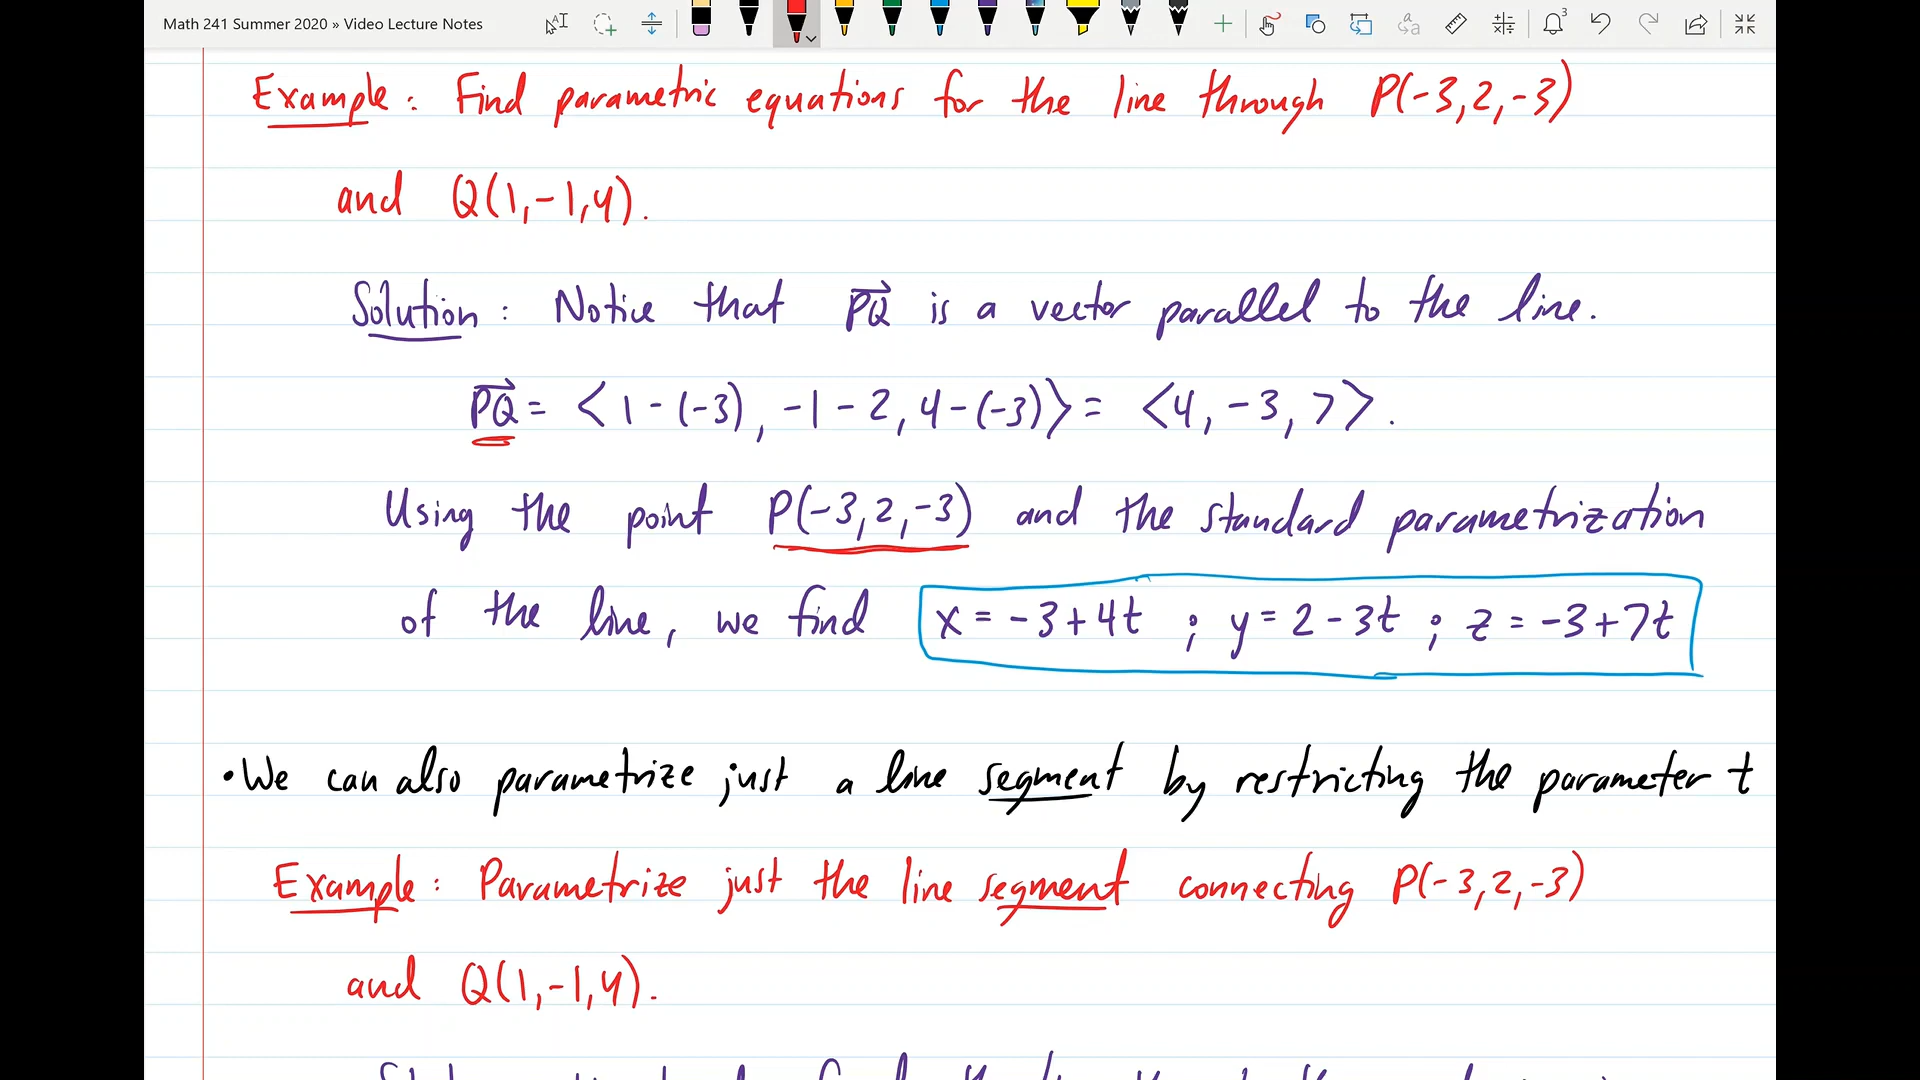 Math 241 Summer 2020 » Video Lecture Notes
Example: Find parametric equations for the line through P(-3,2,-3)
and Q(1,-1,4).
Solution: Notice that PQ⃗ is a vector parallel to the line.
PQ⃗ = <1-(-3), -1-2, 4-(-3)> = <4, -3, 7>.
Using the point P(-3,2,-3) and the standard parametrization
of the line, we find x = -3+4t ; y = 2-3t ; z = -3+7t
• We can also parametrize just a line segment by restricting the parameter t
Example: Parametrize just the line segment connecting P(-3,2,-3)
and Q(1,-1,4).